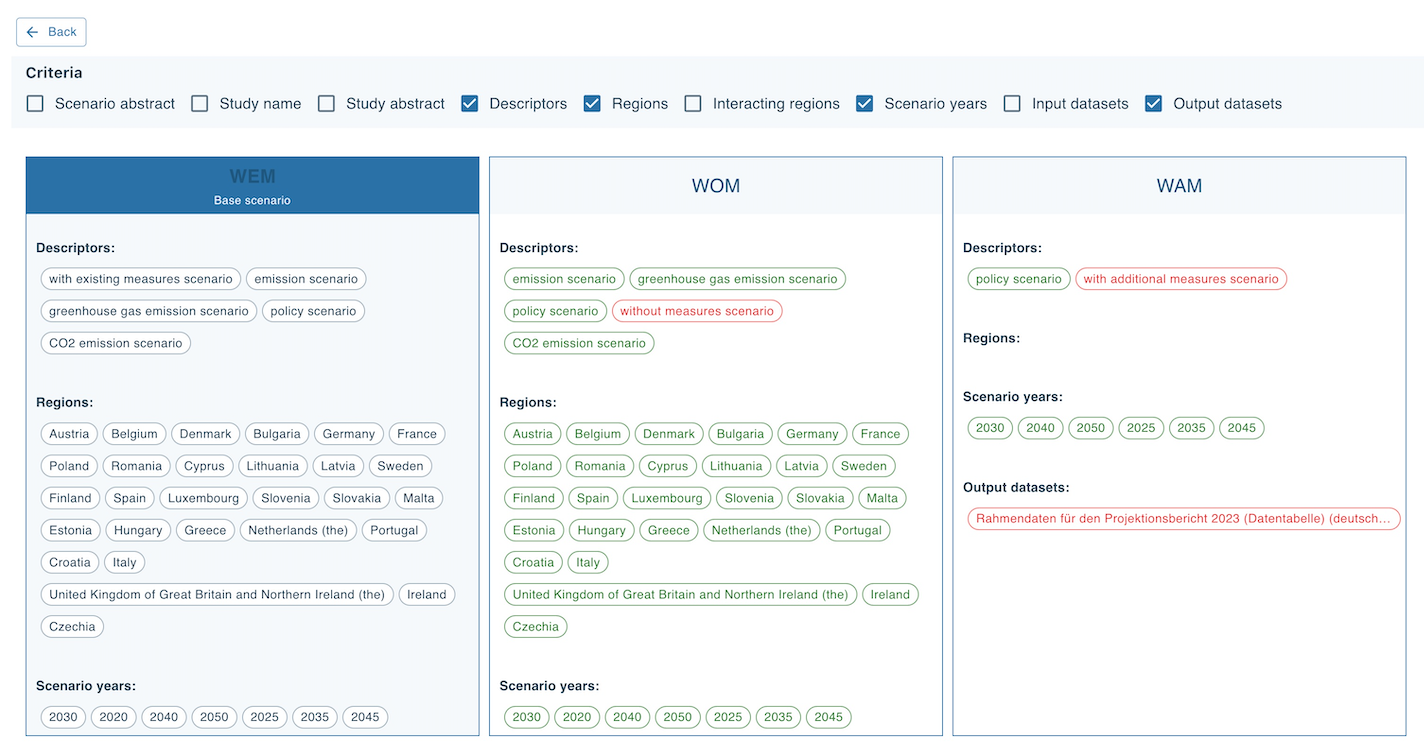 Back
Criteria
Scenario abstract Study name Study abstract Descriptors Regions Interacting regions Scenario years Input datasets Output datasets
WEM
Base scenario
Descriptors:
with existing measures scenario emission scenario
greenhouse gas emission scenario policy scenario
CO2 emission scenario
Regions:
Austria Belgium Denmark Bulgaria Germany France
Poland Romania Cyprus Lithuania Latvia Sweden
Finland Spain Luxembourg Slovenia Slovakia Malta
Estonia Hungary Greece Netherlands (the) Portugal
Croatia Italy
United Kingdom of Great Britain and Northern Ireland (the) Ireland
Czechia
Scenario years:
2030 2020 2040 2050 2025 2035 2045
WOM
Descriptors:
emission scenario greenhouse gas emission scenario
policy scenario without measures scenario
CO2 emission scenario
Regions:
Austria Belgium Denmark Bulgaria Germany France
Poland Romania Cyprus Lithuania Latvia Sweden
Finland Spain Luxembourg Slovenia Slovakia Malta
Estonia Hungary Greece Netherlands (the) Portugal
Croatia Italy
United Kingdom of Great Britain and Northern Ireland (the) Ireland
Czechia
Scenario years:
2030 2020 2040 2050 2025 2035 2045
WAM
Descriptors:
policy scenario with additional measures scenario
Regions:
Scenario years:
2030 2040 2050 2025 2035 2045
Output datasets:
Rahmendaten für den Projektionsbericht 2023 (Datentabelle) (deutsch...